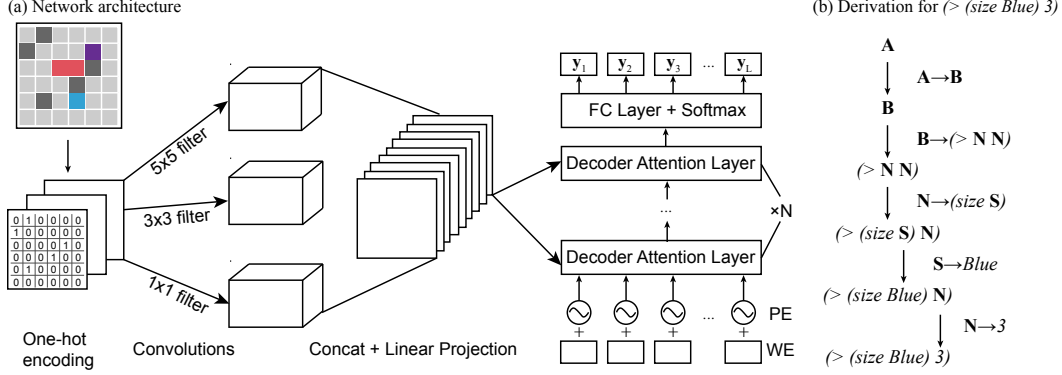 (a) Network architecture
5x5 filter
3x3 filter
1x1 filter
0 1 0 0 0 0
1 0 0 0 0 0
0 0 0 0 1 0
0 0 0 1 0 0
0 1 0 0 0 0
0 0 0 0 0 0
One-hot
encoding
Convolutions
Concat + Linear Projection
y1 y2 y3 ... yL
FC Layer + Softmax
Decoder Attention Layer
...
×N
Decoder Attention Layer
... PE
+ + + +
WE
(b) Derivation for (> (size Blue) 3)
A
A→B
B
B→(> N N)
(> N N)
N→(size S)
(> (size S) N)
S→Blue
(> (size Blue) N)
N→3
(> (size Blue) 3)